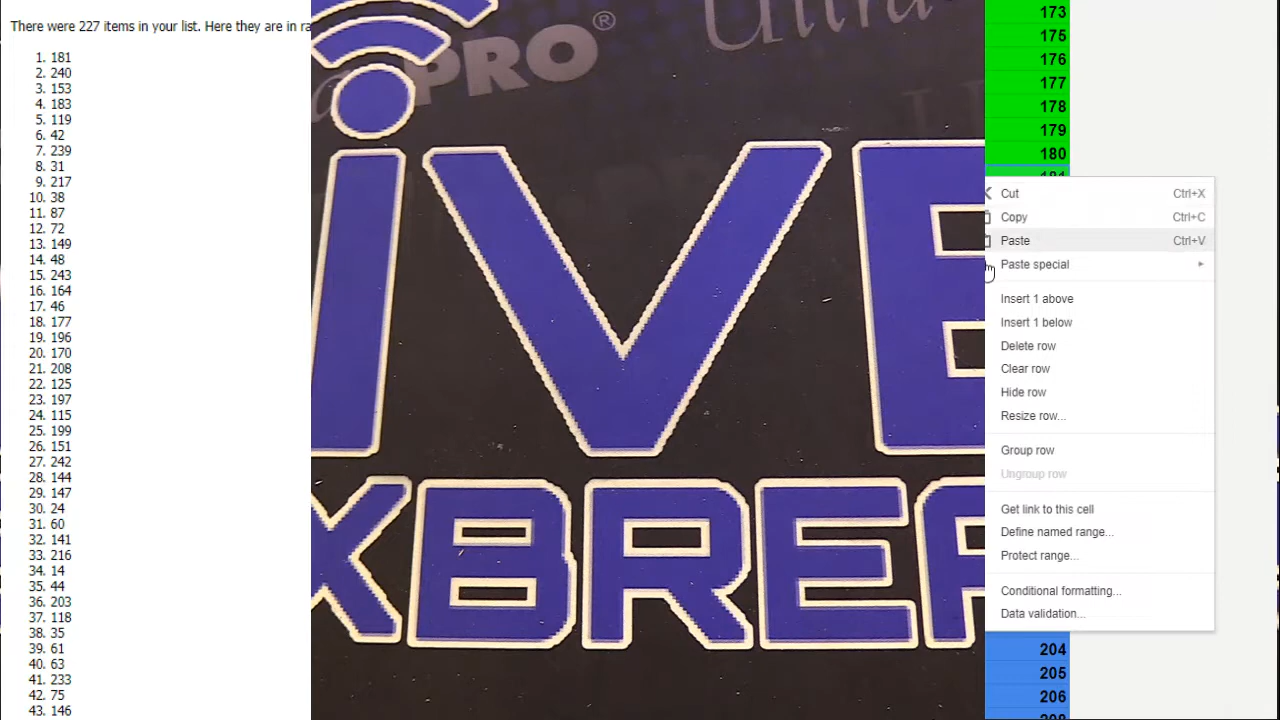 There were 227 items in your list. Here they are in ra
1. 181
2. 240
3. 153
4. 183
5. 119
6. 42
7. 239
8. 31
9. 217
10. 38
11. 87
12. 72
13. 149
14. 48
15. 243
16. 164
17. 46
18. 177
19. 196
20. 170
21. 208
22. 125
23. 197
24. 115
25. 199
26. 151
27. 242
28. 144
29. 147
30. 24
31. 60
32. 141
33. 216
34. 14
35. 44
36. 203
37. 118
38. 35
39. 61
40. 63
41. 233
42. 75
43. 146
PRO®
Ultra
iVE
XBREA
173
175
176
177
178
179
180
181
Cut Ctrl+X
Copy Ctrl+C
Paste Ctrl+V
Paste special
Insert 1 above
Insert 1 below
Delete row
Clear row
Hide row
Resize row...
Group row
Ungroup row
Get link to this cell
Define named range...
Protect range...
Conditional formatting...
Data validation...
204
205
206